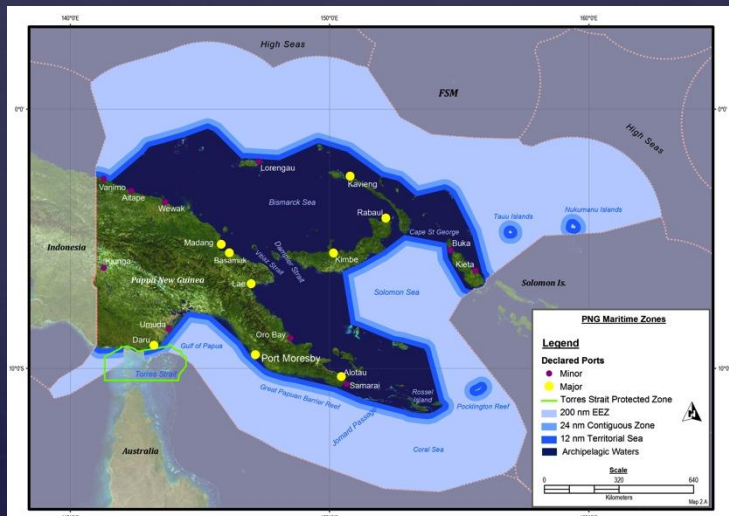 140°0'E
150°0'E
160°0'E
High Seas
FSM
0°0'
0°0'
High Seas
Lorengau
Vanimo
Kavieng
Aitape
Wewak
Bismarck Sea
Rabaul
Tauu Islands
Nukumanu Islands
Cape St George
Madang
Buka
Indonesia
Basamuk
Vitiaz Strait
Dampier Strait
Kimbe
Kiunga
Kieta
Papua New Guinea
Lae
Solomon Sea
Solomon Is.
Umuda
Oro Bay
Daru
Gulf of Papua
Port Moresby
10°0'S
Torres Strait
Alotau
Samarai
Rossel
Island
Great Papuan Barrier Reef
Pocklington Reef
Jomard Passage
Australia
Coral Sea
PNG Maritime Zones
Legend
Declared Ports
Minor
Major
Torres Strait Protected Zone
200 nm EEZ
24 nm Contiguous Zone
12 nm Territorial Sea
Archipelagic Waters
Scale
0 320 640
Kilometers
Map 2.A